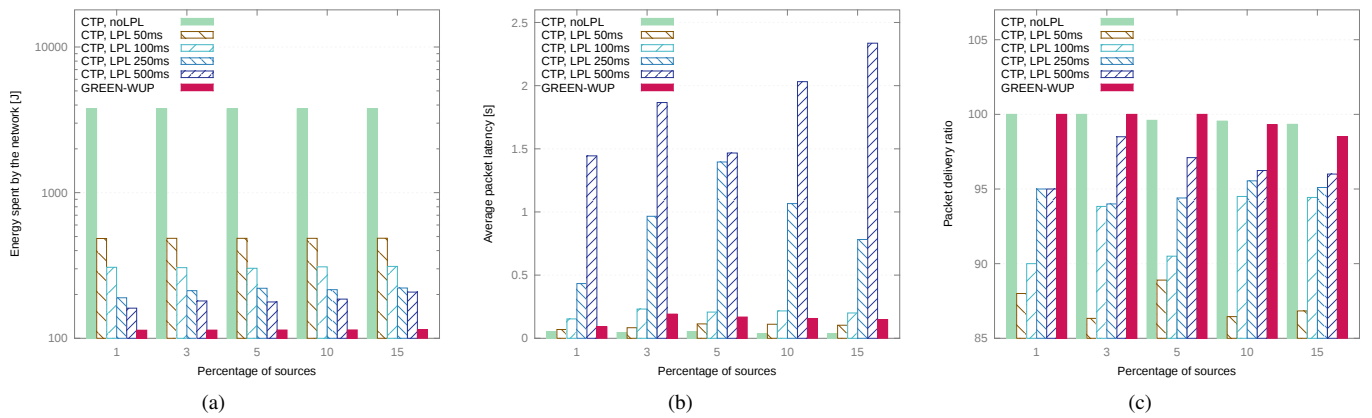 CTP, noLPL
CTP, LPL 50ms
CTP, LPL 100ms
CTP, LPL 250ms
CTP, LPL 500ms
GREEN-WUP
10000
1000
100
Energy spent by the network [J]
1 3 5 10 15
Percentage of sources
(a)
CTP, noLPL
CTP, LPL 50ms
CTP, LPL 100ms
CTP, LPL 250ms
CTP, LPL 500ms
GREEN-WUP
2.5
2
1.5
1
0.5
0
Average packet latency [s]
1 3 5 10 15
Percentage of sources
(b)
CTP, noLPL
CTP, LPL 50ms
CTP, LPL 100ms
CTP, LPL 250ms
CTP, LPL 500ms
GREEN-WUP
105
100
95
90
85
Packet delivery ratio
1 3 5 10 15
Percentage of sources
(c)